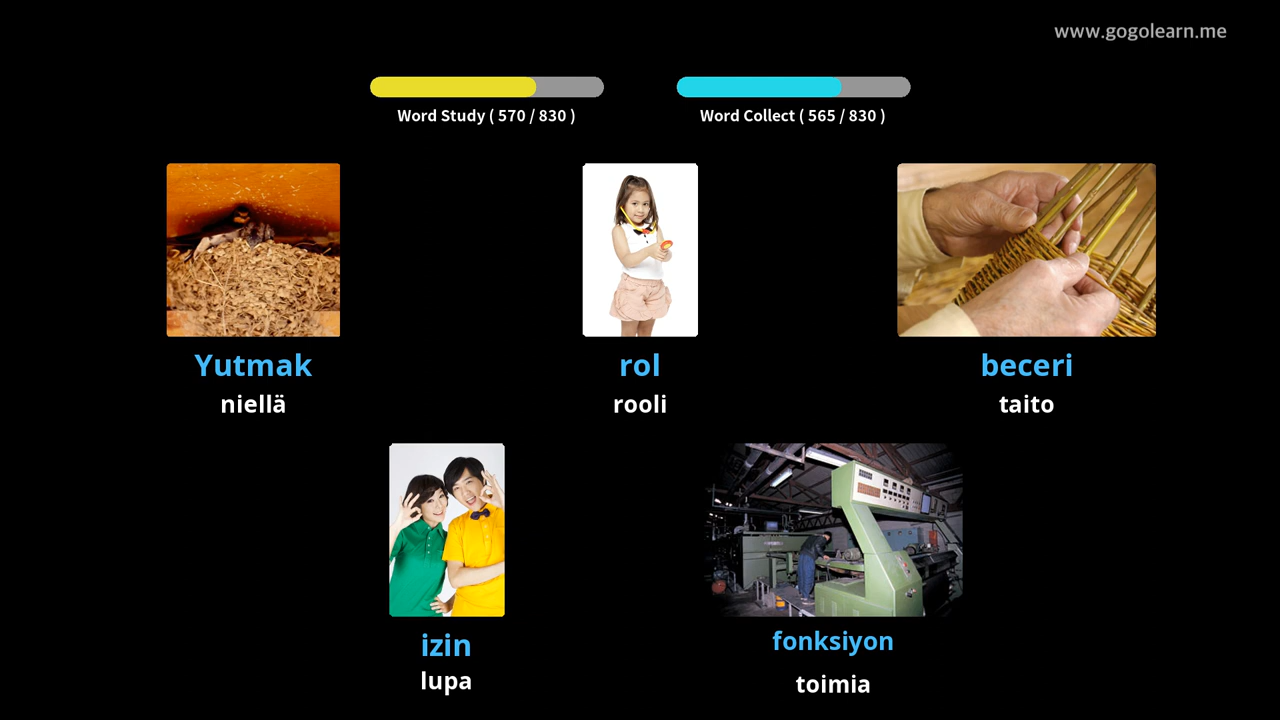 www.gogolearn.me
Word Study ( 570 / 830 )
Word Collect ( 565 / 830 )
Yutmak
niellä
rol
rooli
beceri
taito
izin
lupa
fonksiyon
toimia